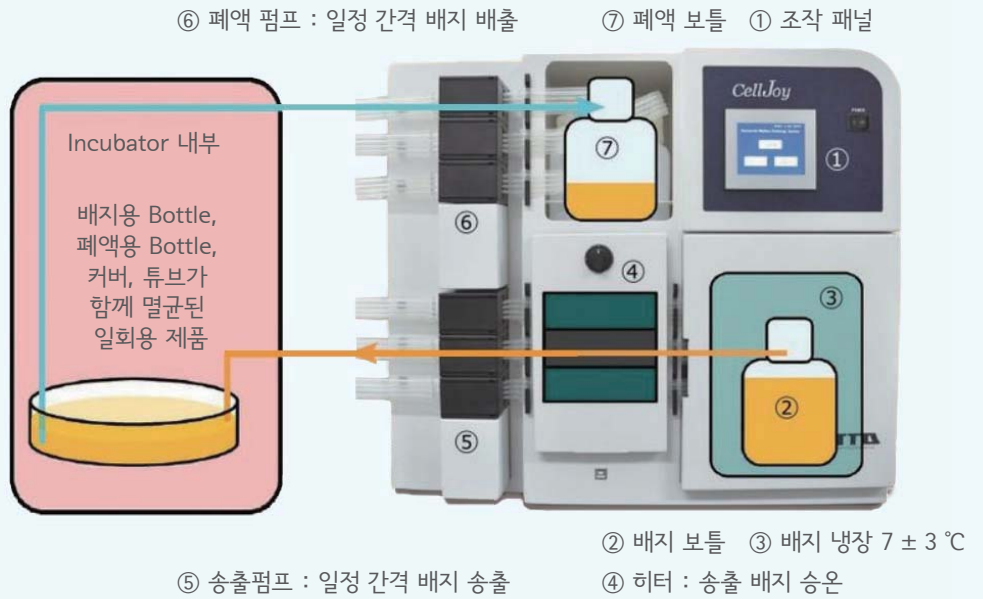 ⑥ 폐액 펌프 : 일정 간격 배지 배출
⑦ 폐액 보틀 ① 조작 패널
Incubator 내부
배지용 Bottle,
폐액용 Bottle,
커버, 튜브가
함께 멸균된
일회용 제품
CellJoy
POWER
①
⑦
⑥
④
③
②
⑤
② 배지 보틀 ③ 배지 냉장 7 ± 3 ℃
⑤ 송출펌프 : 일정 간격 배지 송출
④ 히터 : 송출 배지 승온